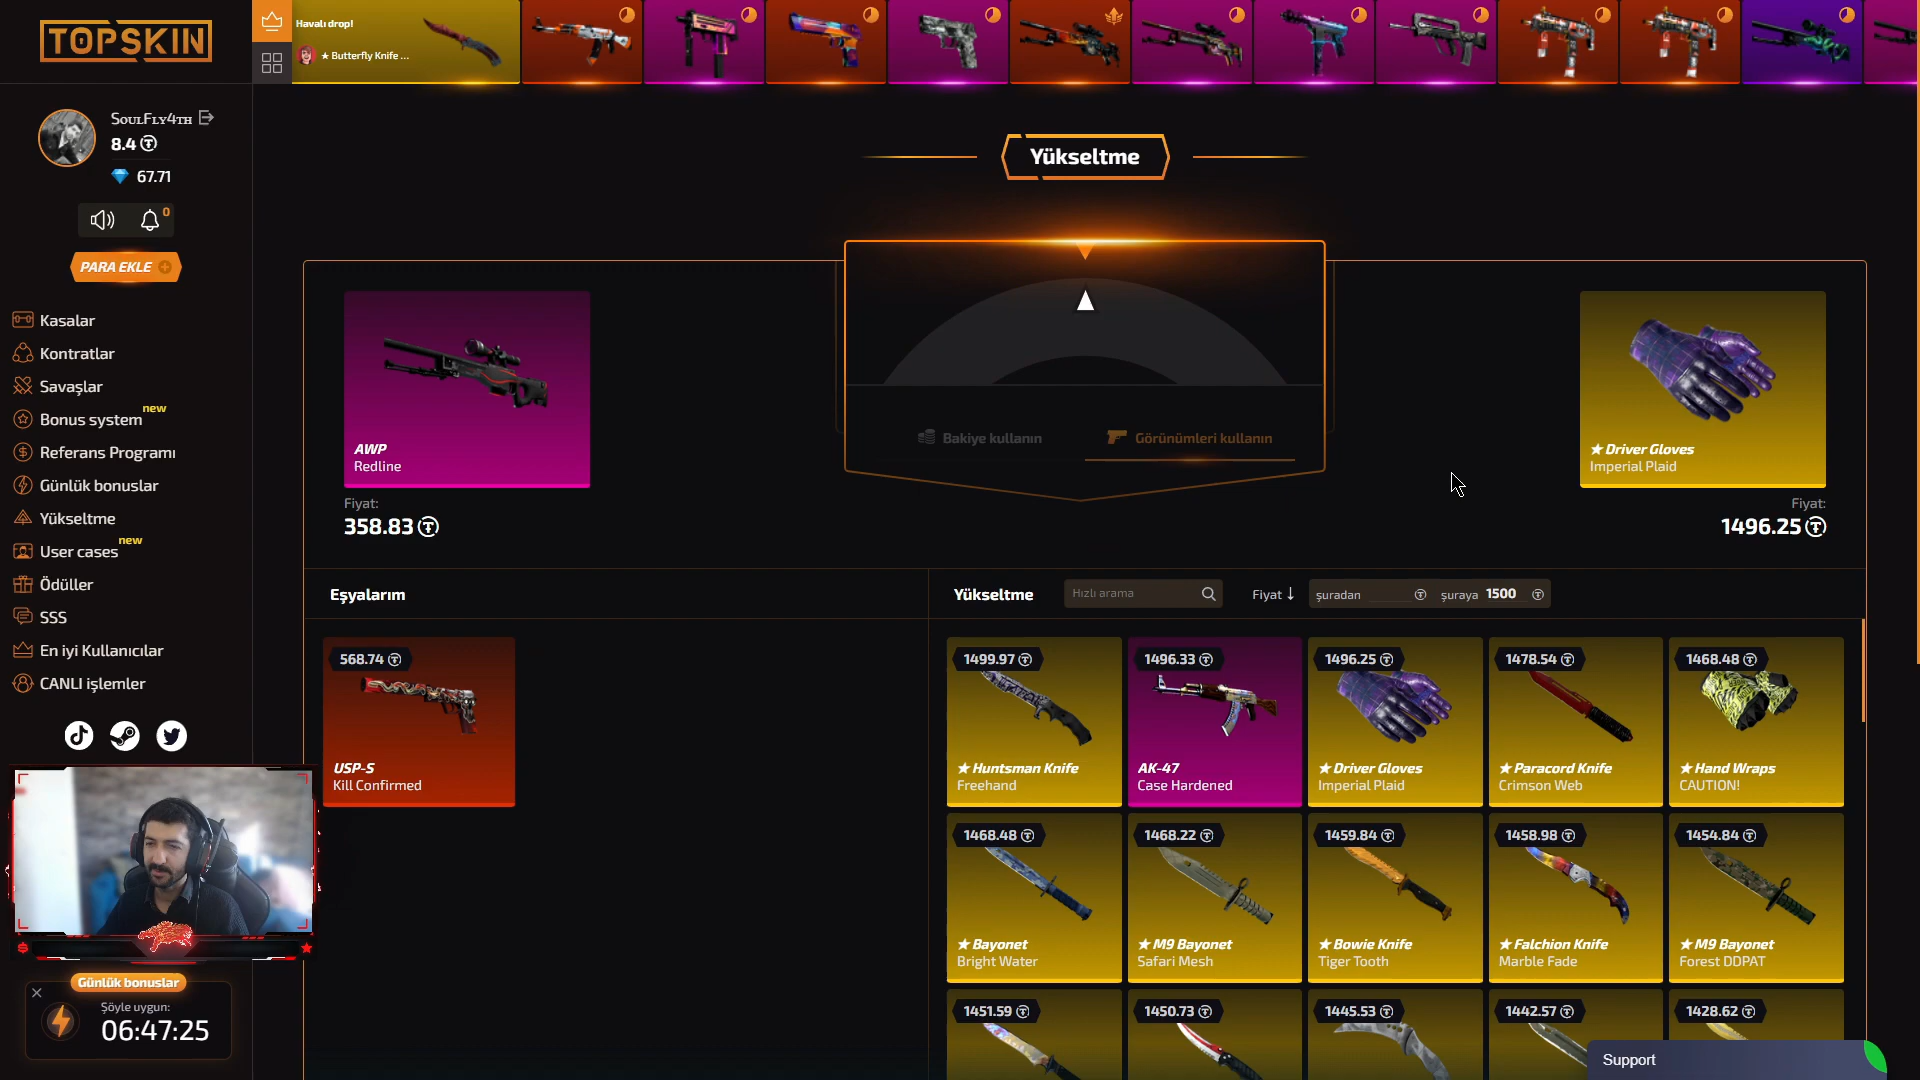 TOPSKIN
Havalı drop!
★ Butterfly Knife ...
SoulFly4th
8.4
67.71
0
PARA EKLE
Kasalar
Kontratlar
Savaşlar
Bonus system new
Referans Programı
Günlük bonuslar
Yükseltme
User cases new
Ödüller
SSS
En iyi Kullanıcılar
CANLI işlemler
Günlük bonuslar
Şöyle uygun:
06:47:25
Yükseltme
AWP
Redline
Fiyat:
358.83
Bakiye kullanın
Görünümleri kullanın
★ Driver Gloves
Imperial Plaid
Fiyat:
1496.25
Eşyalarım
568.74
USP-S
Kill Confirmed
Yükseltme
Hızlı arama
Fiyat
şuradan
şuraya 1500
1499.97
★ Huntsman Knife
Freehand
1496.33
AK-47
Case Hardened
1496.25
★ Driver Gloves
Imperial Plaid
1478.54
★ Paracord Knife
Crimson Web
1468.48
★ Hand Wraps
CAUTION!
1468.48
★ Bayonet
Bright Water
1468.22
★ M9 Bayonet
Safari Mesh
1459.84
★ Bowie Knife
Tiger Tooth
1458.98
★ Falchion Knife
Marble Fade
1454.84
★ M9 Bayonet
Forest DDPAT
1451.59
1450.73
1445.53
1442.57
1428.62
Support